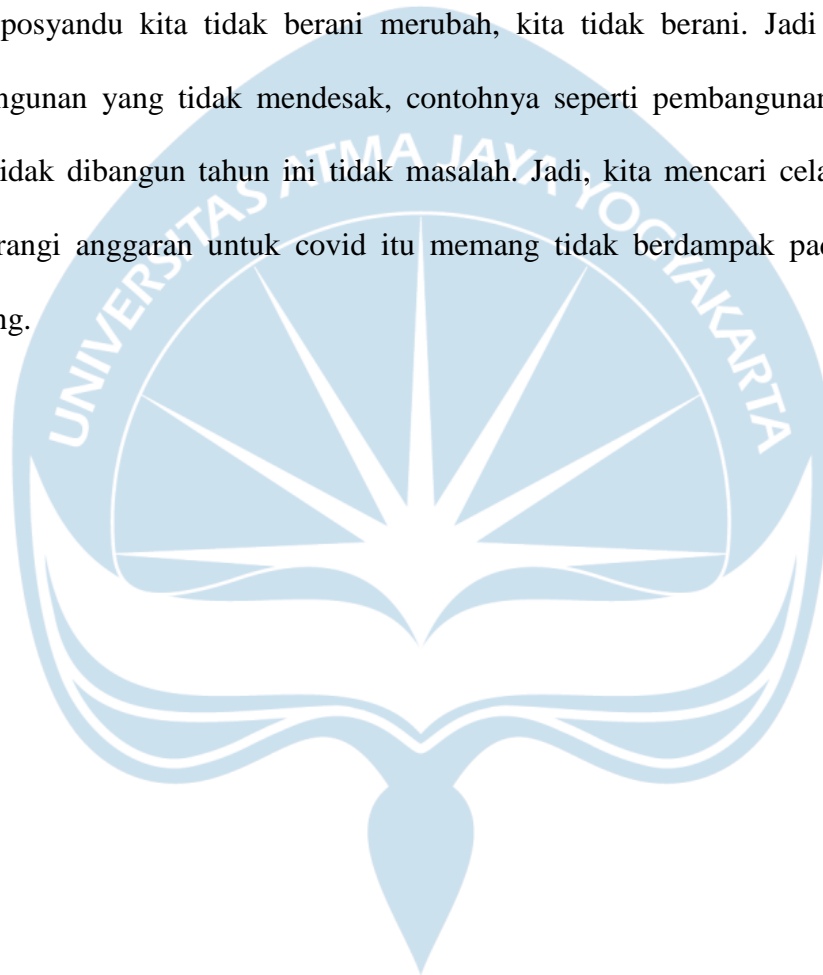 posyandu kita tidak berani merubah, kita tidak berani. Jadi
ngunan yang tidak mendesak, contohnya seperti pembangunan
idak dibangun tahun ini tidak masalah. Jadi, kita mencari cela
rangi anggaran untuk covid itu memang tidak berdampak pad
ng.
UNIVERSITAS ATMA JAYA YOGYAKARTA